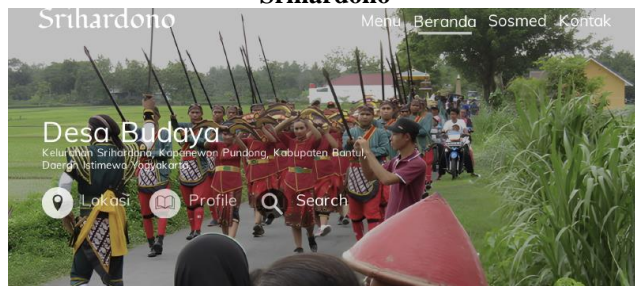 Srihardono
Srihardono
Menu Beranda Sosmed Kontak
Desa Budaya
Kelurahan Srihardono, Kapanewon Pundong, Kabupaten Bantul,
Daerah Istimewa Yogyakarta.
Lokasi Profile Search